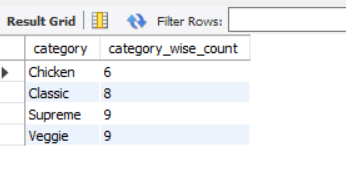 Result Grid Filter Rows:
category category_wise_count
Chicken 6
Classic 8
Supreme 9
Veggie 9